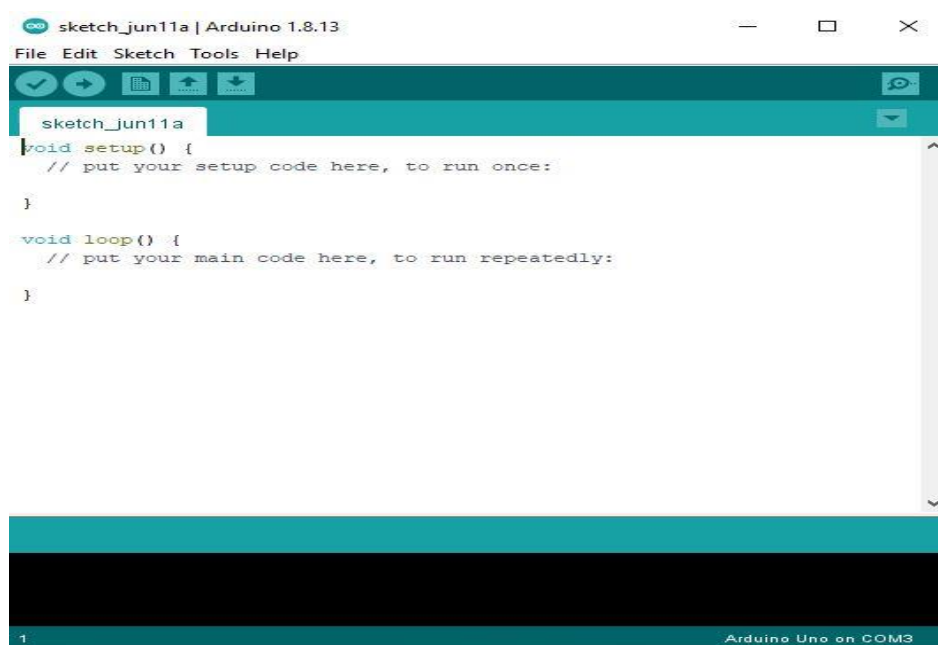 sketch_jun11a | Arduino 1.8.13
File Edit Sketch Tools Help
sketch_jun11a
void setup() {
  // put your setup code here, to run once:
}
void loop() {
  // put your main code here, to run repeatedly:
}
1 Arduino Uno on COM3